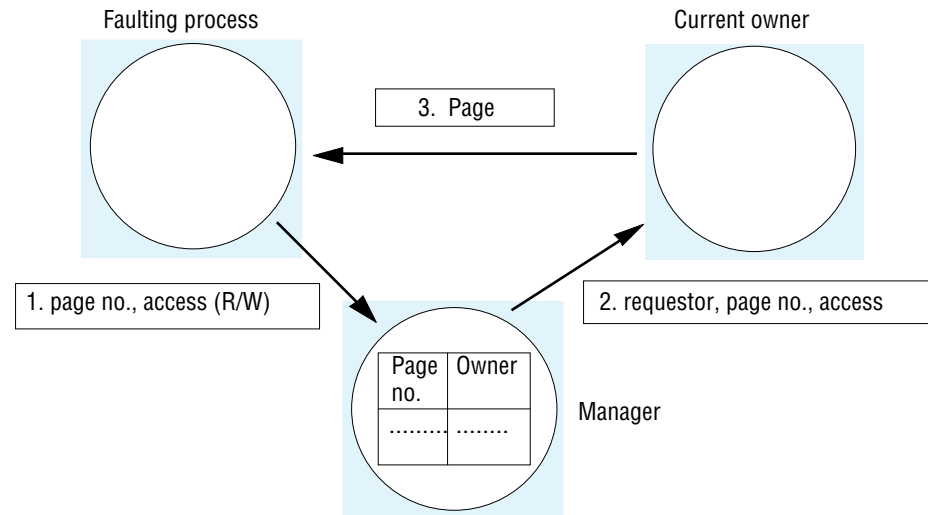 Faulting process
Current owner
3. Page
1. page no., access (R/W)
2. requestor, page no., access
Page Owner
no.
......... ........
Manager